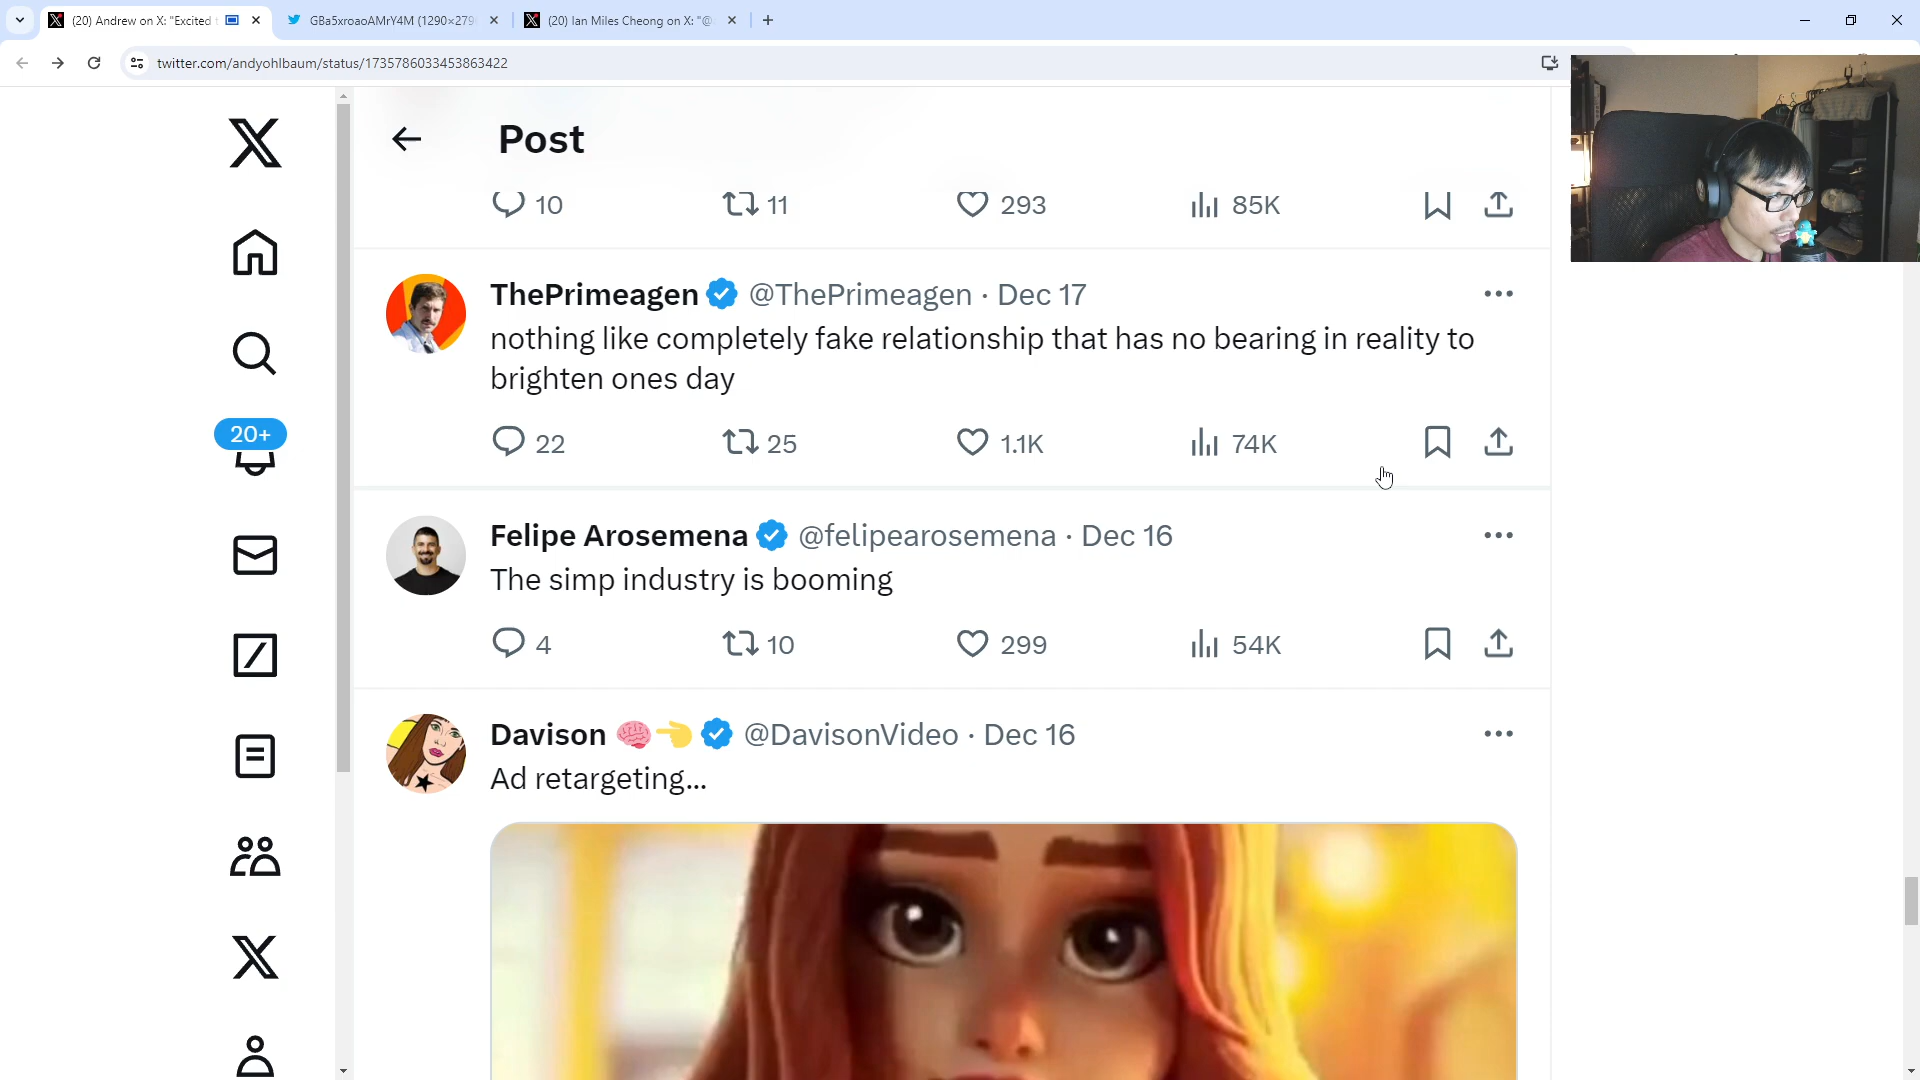 (20) Andrew on X: "Excited
GBa5xroaoAMrY4M (1290×279
(20) Ian Miles Cheong on X: "@
twitter.com/andyohlbaum/status/1735786033453863422
Post
10 11 293 85K
ThePrimeagen @ThePrimeagen · Dec 17
nothing like completely fake relationship that has no bearing in reality to
brighten ones day
22 25 1.1K 74K
20+
Felipe Arosemena @felipearosemena · Dec 16
The simp industry is booming
4 10 299 54K
Davison 🧠👈 @DavisonVideo · Dec 16
Ad retargeting...